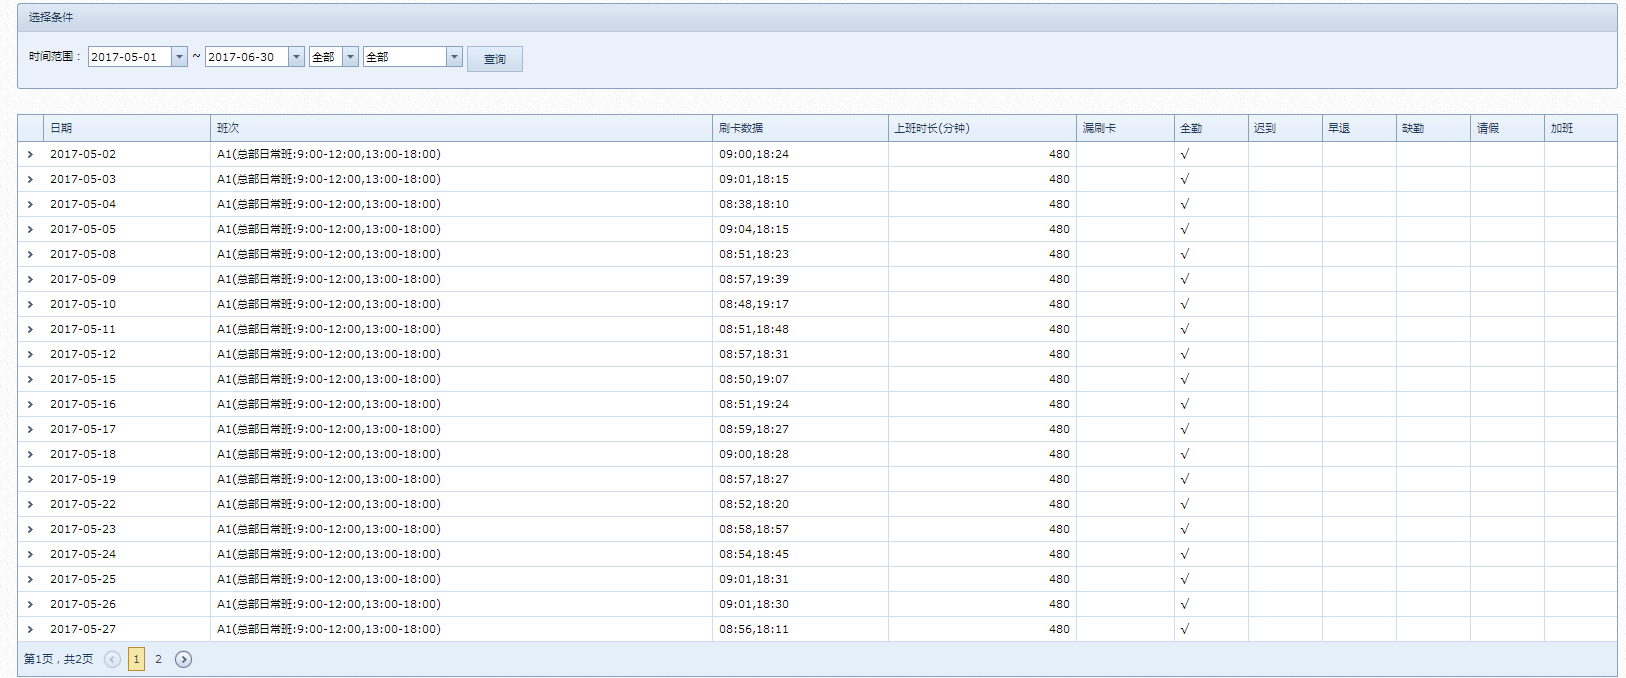 选择条件
时间范围： 2017-05-01 ~ 2017-06-30 全部 全部 查询
日期 班次 刷卡数据 上班时长(分钟) 漏刷卡 全勤 迟到 早退 缺勤 请假 加班
2017-05-02 A1(总部日常班:9:00-12:00,13:00-18:00) 09:00,18:24 480 √
2017-05-03 A1(总部日常班:9:00-12:00,13:00-18:00) 09:01,18:15 480 √
2017-05-04 A1(总部日常班:9:00-12:00,13:00-18:00) 08:38,18:10 480 √
2017-05-05 A1(总部日常班:9:00-12:00,13:00-18:00) 09:04,18:15 480 √
2017-05-08 A1(总部日常班:9:00-12:00,13:00-18:00) 08:51,18:23 480 √
2017-05-09 A1(总部日常班:9:00-12:00,13:00-18:00) 08:57,19:39 480 √
2017-05-10 A1(总部日常班:9:00-12:00,13:00-18:00) 08:48,19:17 480 √
2017-05-11 A1(总部日常班:9:00-12:00,13:00-18:00) 08:51,18:48 480 √
2017-05-12 A1(总部日常班:9:00-12:00,13:00-18:00) 08:57,18:31 480 √
2017-05-15 A1(总部日常班:9:00-12:00,13:00-18:00) 08:50,19:07 480 √
2017-05-16 A1(总部日常班:9:00-12:00,13:00-18:00) 08:51,19:24 480 √
2017-05-17 A1(总部日常班:9:00-12:00,13:00-18:00) 08:59,18:27 480 √
2017-05-18 A1(总部日常班:9:00-12:00,13:00-18:00) 09:00,18:28 480 √
2017-05-19 A1(总部日常班:9:00-12:00,13:00-18:00) 08:57,18:27 480 √
2017-05-22 A1(总部日常班:9:00-12:00,13:00-18:00) 08:52,18:20 480 √
2017-05-23 A1(总部日常班:9:00-12:00,13:00-18:00) 08:58,18:57 480 √
2017-05-24 A1(总部日常班:9:00-12:00,13:00-18:00) 08:54,18:45 480 √
2017-05-25 A1(总部日常班:9:00-12:00,13:00-18:00) 09:01,18:31 480 √
2017-05-26 A1(总部日常班:9:00-12:00,13:00-18:00) 09:01,18:30 480 √
2017-05-27 A1(总部日常班:9:00-12:00,13:00-18:00) 08:56,18:11 480 √
第1页，共2页 1 2